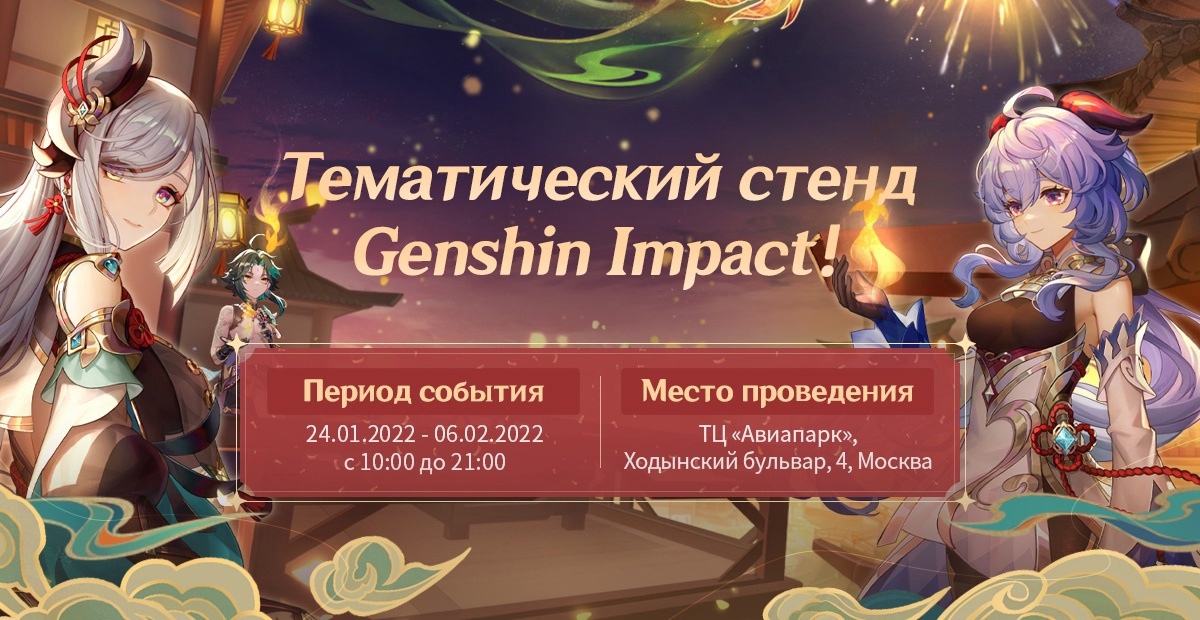 Тематический стенд
Genshin Impact!
Период события
24.01.2022 - 06.02.2022
с 10:00 до 21:00
Место проведения
ТЦ «Авиапарк»,
Ходынский бульвар, 4, Москва